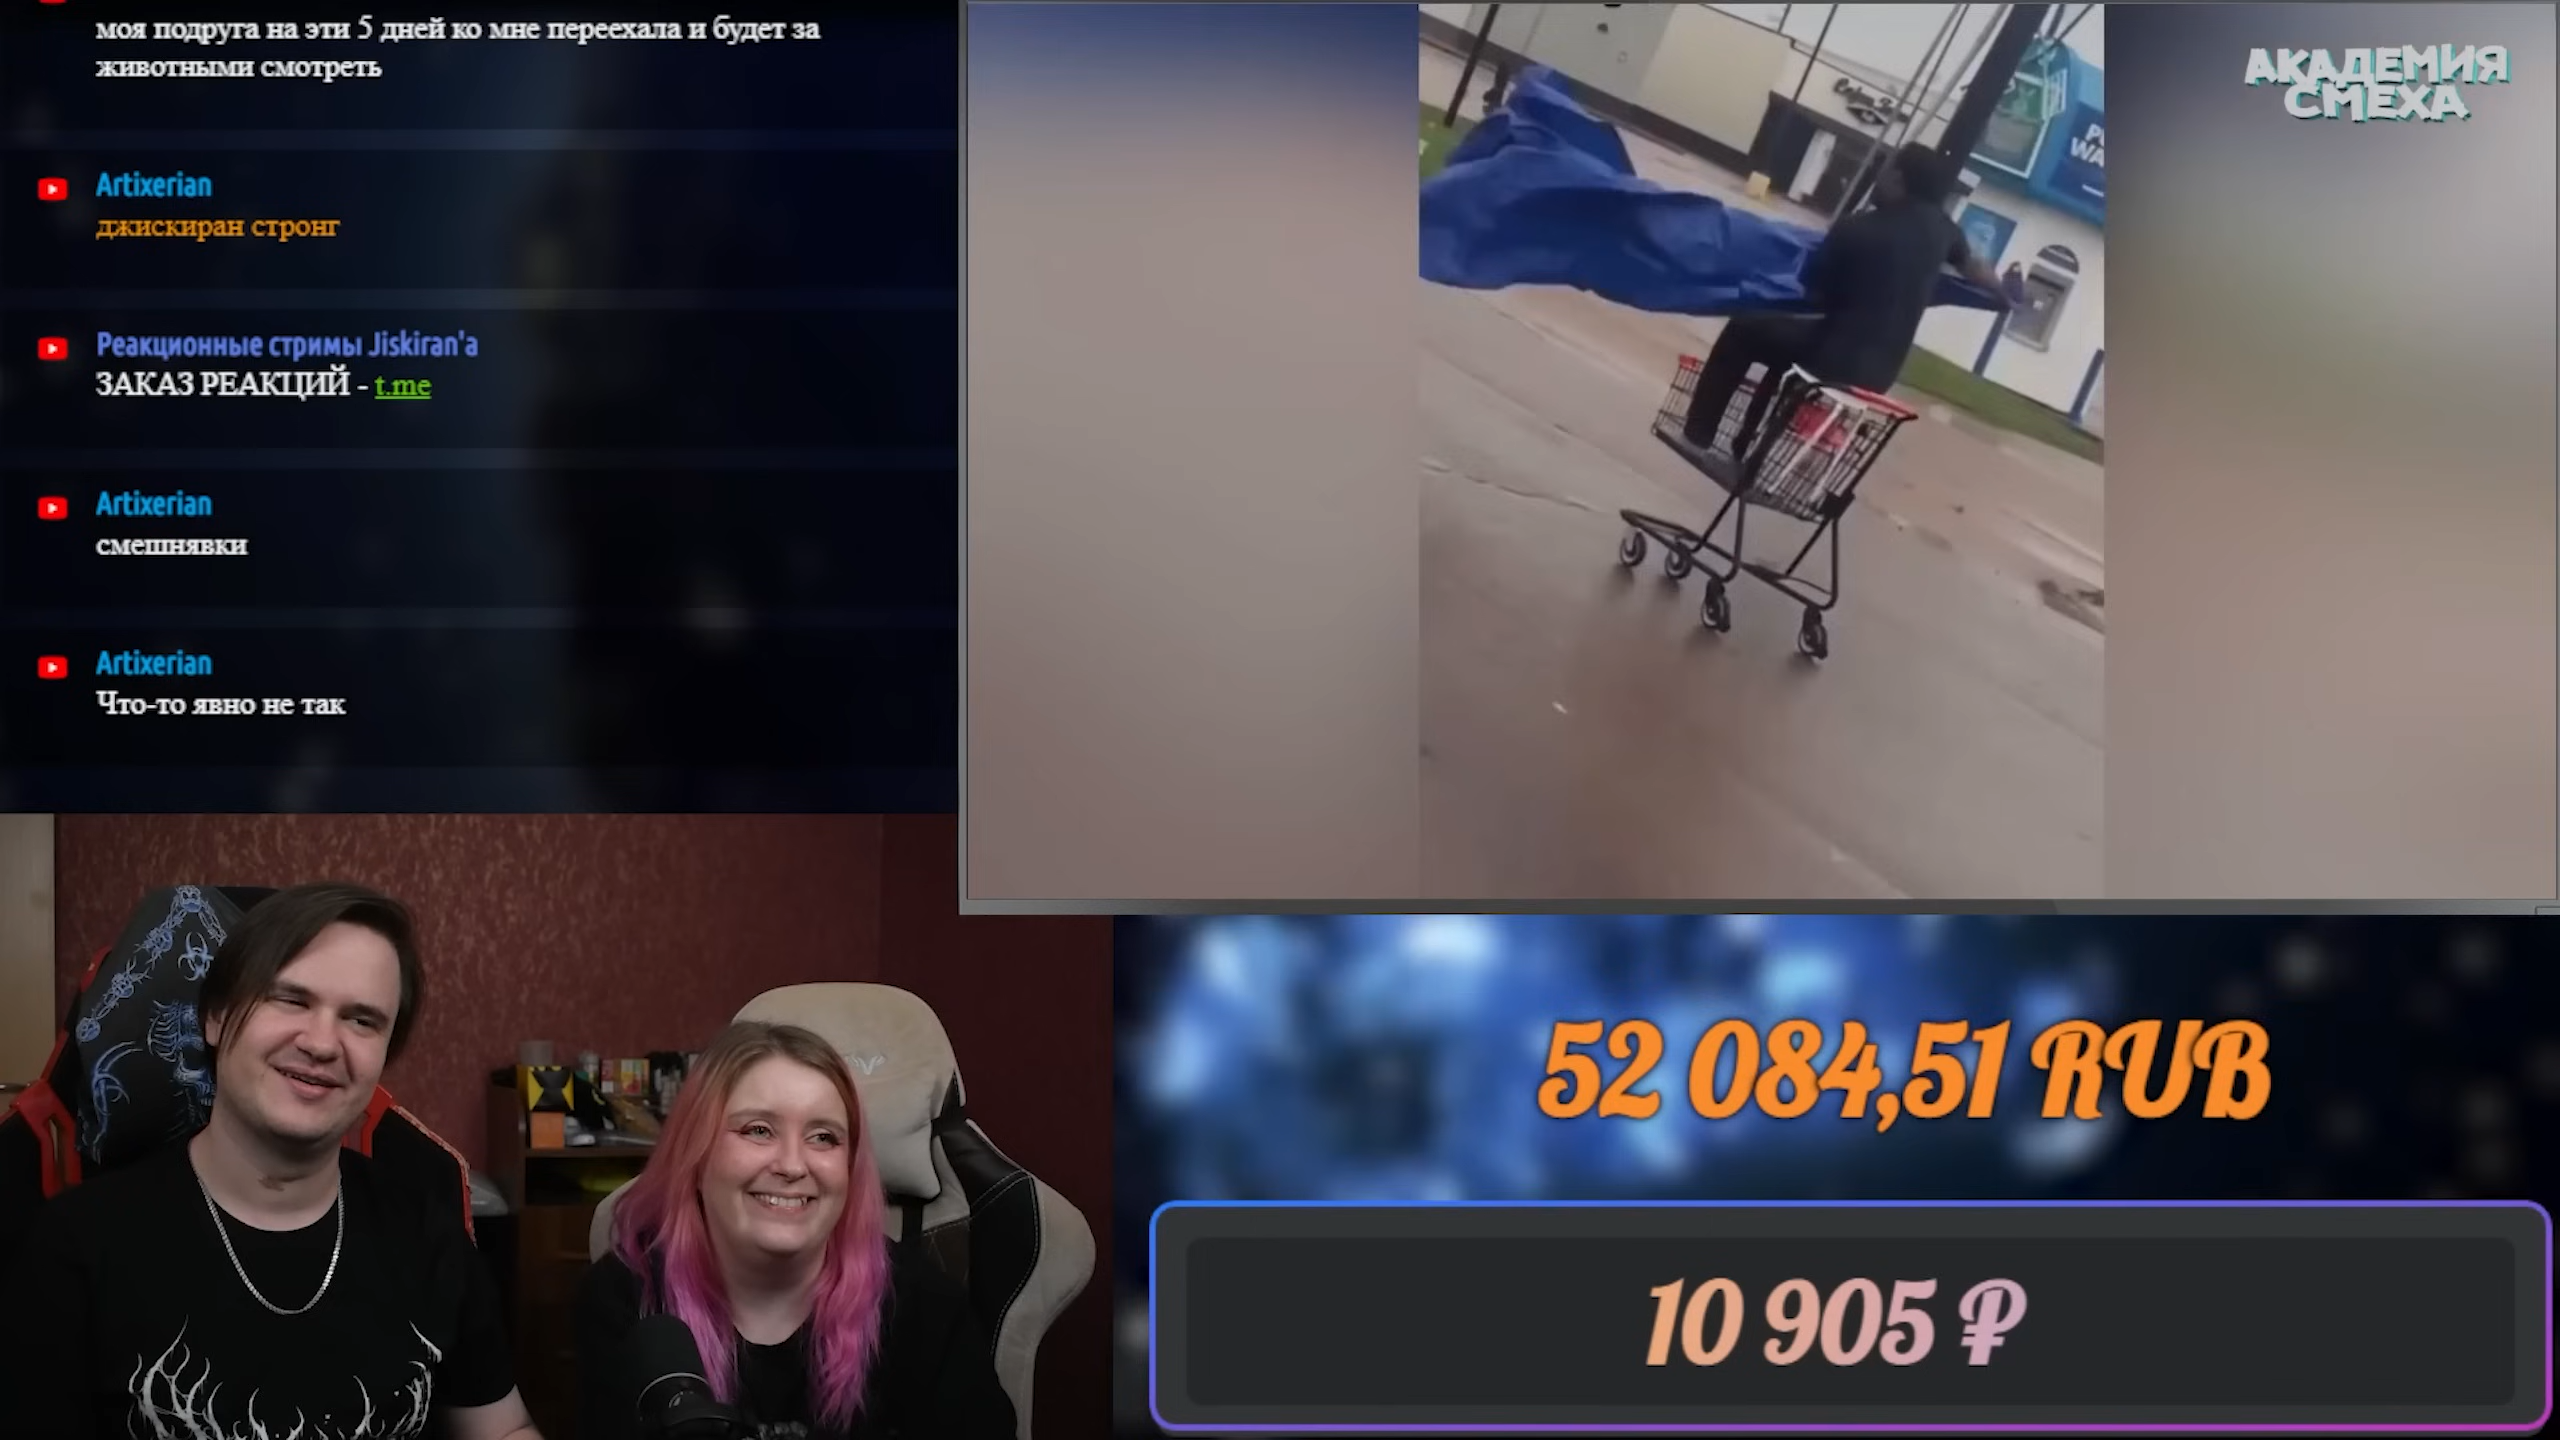 моя подруга на эти 5 дней ко мне переехала и будет за
животными смотреть
Artixerian
джискиран стронг
Реакционные стримы Jiskiran'а
ЗАКАЗ РЕАКЦИЙ - t.me
Artixerian
смешнявки
Artixerian
Что-то явно не так
АКАДЕМИЯ
СМЕХА
52 084,51 RUB
10 905 ₽